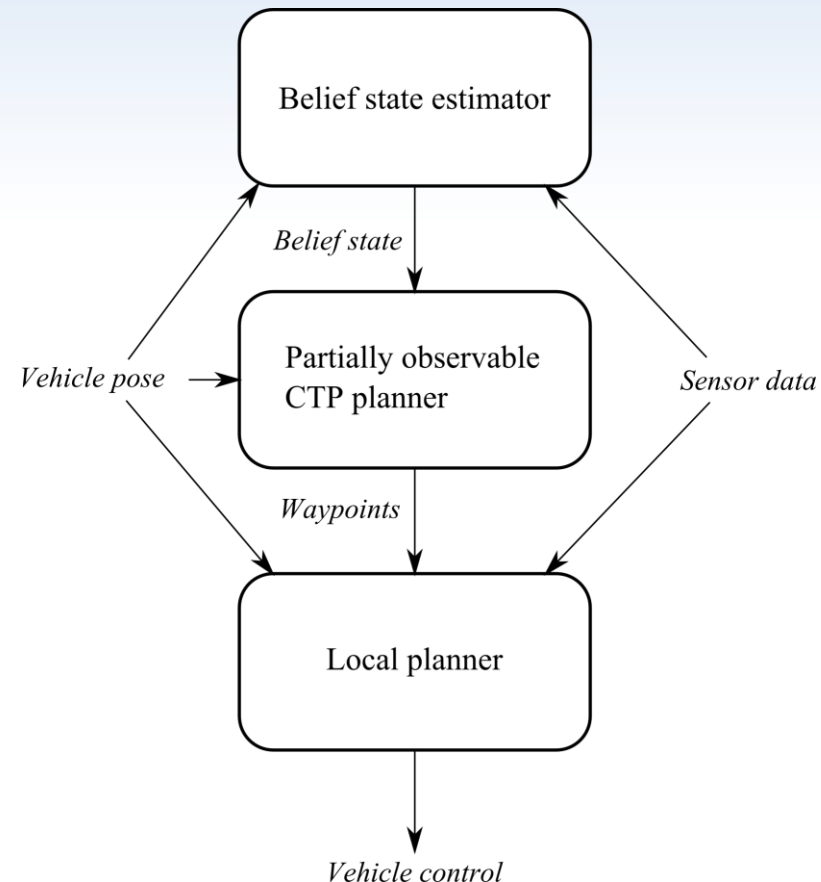 Belief state estimator
Belief state
Partially observable
CTP planner
Vehicle pose
Sensor data
Waypoints
Local planner
Vehicle control